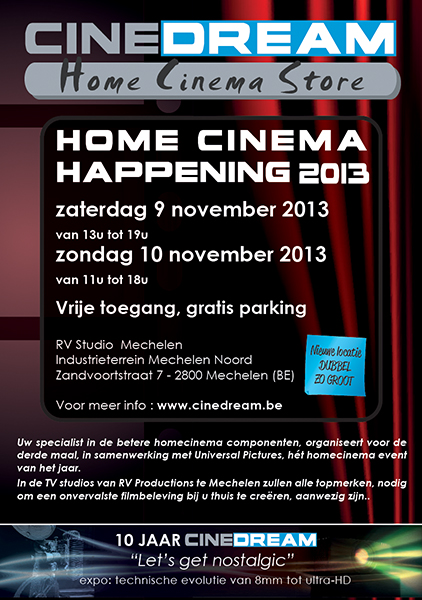 CINEDREAM
Home Cinema Store
HOME CINEMA
HAPPENING 2013
zaterdag 9 november 2013
van 13u tot 19u
zondag 10 november 2013
van 11u tot 18u
Vrije toegang, gratis parking
RV Studio Mechelen
Industrieterrein Mechelen Noord
Zandvoortstraat 7 - 2800 Mechelen (BE)
Nieuwe locatie
DUBBEL
ZO GROOT
Voor meer info : www.cinedream.be
Uw specialist in de betere homecinema componenten, organiseert voor de
derde maal, in samenwerking met Universal Pictures, hét homecinema event
van het jaar.
In de TV studios van RV Productions te Mechelen zullen alle topmerken, nodig
om een onvervalste filmbeleving bij u thuis te creëren, aanwezig zijn..
10 JAAR CINEDREAM
“Let's get nostalgic”
expo: technische evolutie van 8mm tot ultra-HD